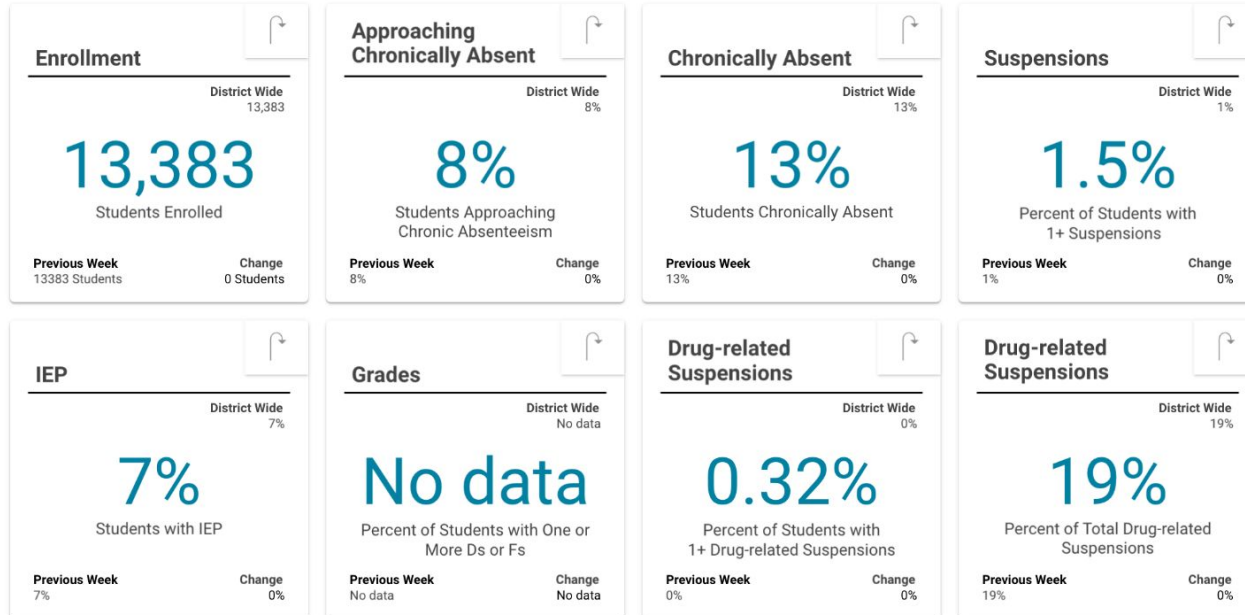 Enrollment
District Wide
13,383
13,383
Students Enrolled
Previous Week
Change
13383 Students
0 Students
Approaching
Chronically Absent
District Wide
8%
8%
Students Approaching
Chronic Absenteeism
Previous Week
Change
8%
0%
Chronically Absent
District Wide
13%
13%
Students Chronically Absent
Previous Week
Change
13%
0%
Suspensions
District Wide
1%
1.5%
Percent of Students with
1+ Suspensions
Previous Week
Change
1%
0%
IEP
District Wide
7%
7%
Students with IEP
Previous Week
Change
7%
0%
Grades
District Wide
No data
No data
Percent of Students with One or
More Ds or Fs
Previous Week
Change
No data
No data
Drug-related
Suspensions
District Wide
0%
0.32%
Percent of Students with
1+ Drug-related Suspensions
Previous Week
Change
0%
0%
Drug-related
Suspensions
District Wide
19%
19%
Percent of Total Drug-related
Suspensions
Previous Week
Change
19%
0%